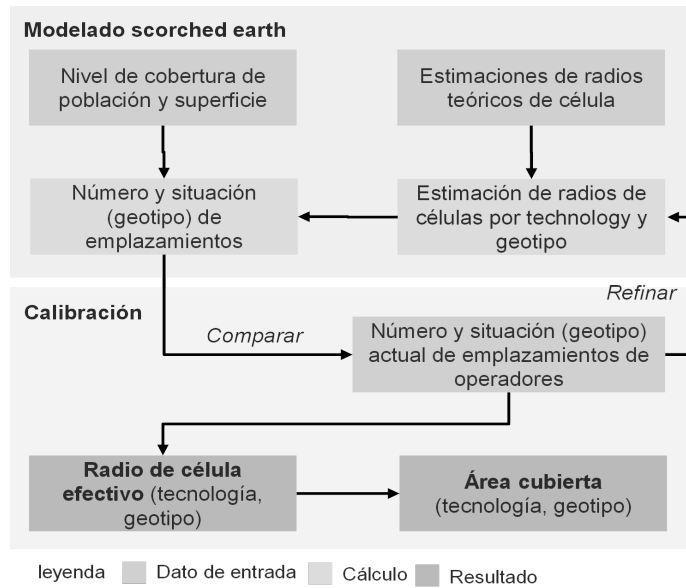 Modelado scorched earth
Nivel de cobertura de
población y superficie
Estimaciones de radios
teóricos de célula
Número y situación
(geotipo) de
emplazamientos
Estimación de radios de
células por technology y
geotipo
Refinar
Calibración
Comparar
Número y situación (geotipo)
actual de emplazamientos de
operadores
Radio de célula
efectivo (tecnología,
geotipo)
Área cubierta
(tecnología, geotipo)
leyenda Dato de entrada Cálculo Resultado